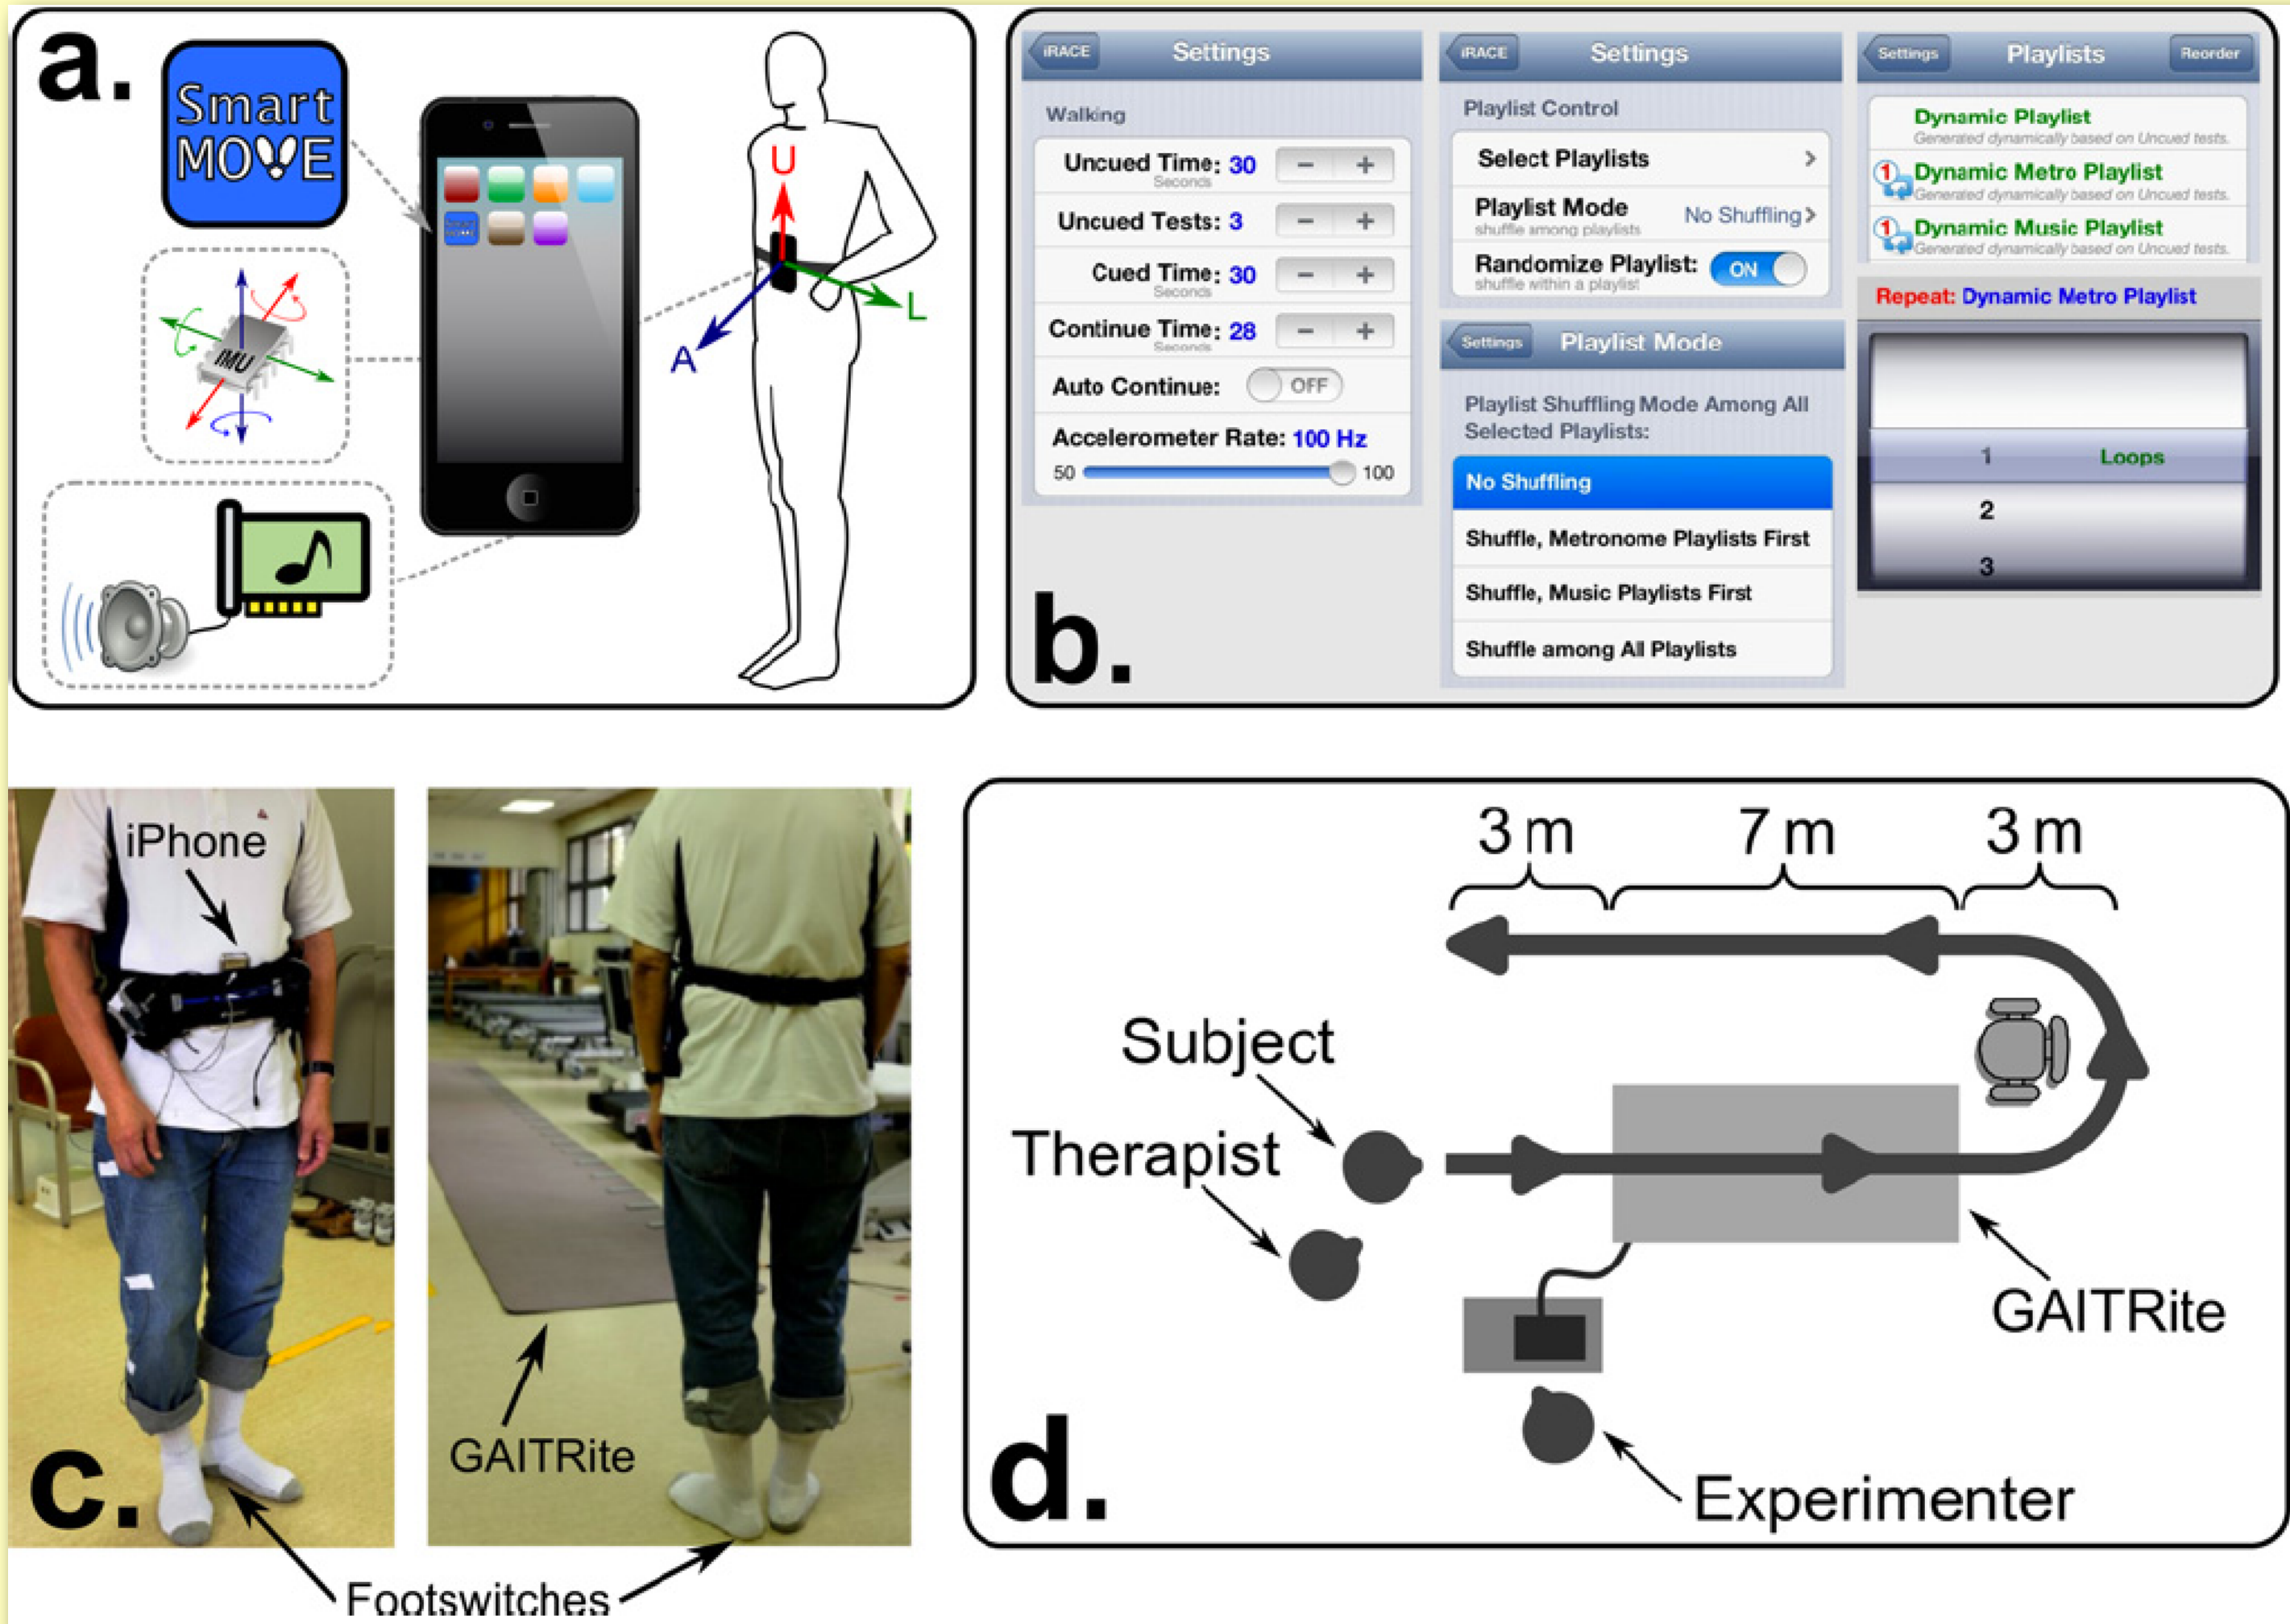 a.
Smart
MOVE
IMU
U
L
A
b.
iRACE
Settings
Walking
Uncued Time: 30
Seconds
Uncued Tests: 3
Cued Time: 30
Seconds
Continue Time: 28
Seconds
Auto Continue: OFF
Accelerometer Rate: 100 Hz
50 100
iRACE
Settings
Playlist Control
Select Playlists
Playlist Mode No Shuffling
shuffle among playlists
Randomize Playlist: ON
shuffle within a playlist
Settings
Playlist Mode
Playlist Shuffling Mode Among All
Selected Playlists:
No Shuffling
Shuffle, Metronome Playlists First
Shuffle, Music Playlists First
Shuffle among All Playlists
Settings
Playlists
Reorder
Dynamic Playlist
Generated dynamically based on Uncued tests.
1 Dynamic Metro Playlist
Generated dynamically based on Uncued tests.
1 Dynamic Music Playlist
Generated dynamically based on Uncued tests.
Repeat: Dynamic Metro Playlist
1 Loops
2
3
c.
iPhone
GAITRite
Footswitches
d.
3 m 7 m 3 m
Subject
Therapist
GAITRite
Experimenter